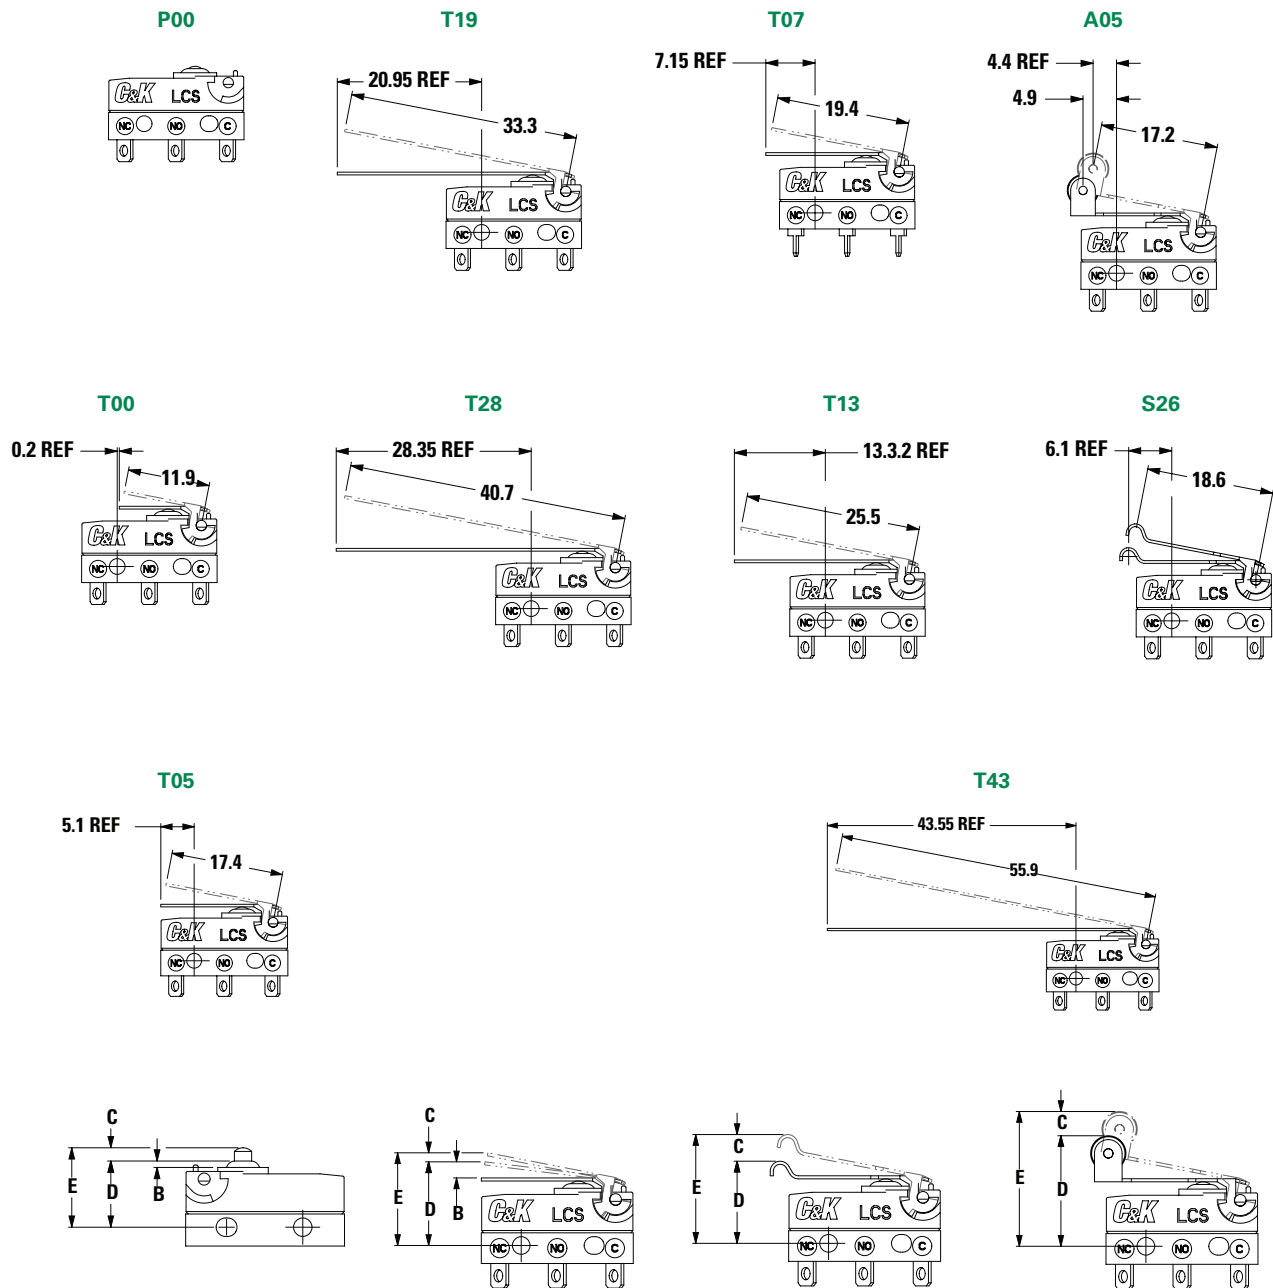 P00
T19
T07
A05
C&K LCS
NC NO C
20.95 REF
33.3
C&K LCS
NC NO C
7.15 REF
19.4
C&K LCS
NC NO C
4.4 REF
4.9
17.2
C&K LCS
NC NO C
T00
T28
T13
S26
0.2 REF
11.9
C&K LCS
NC NO C
28.35 REF
40.7
C&K LCS
NC NO C
13.3.2 REF
25.5
C&K LCS
NC NO C
6.1 REF
18.6
C&K LCS
NC NO C
T05
T43
5.1 REF
17.4
C&K LCS
NC NO C
43.55 REF
55.9
C&K LCS
NC NO C
C
E
D
B
C
E
D
B
C&K LCS
NC NO C
C
E
D
C&K LCS
NC NO C
C
E
D
C&K LCS
NC NO C